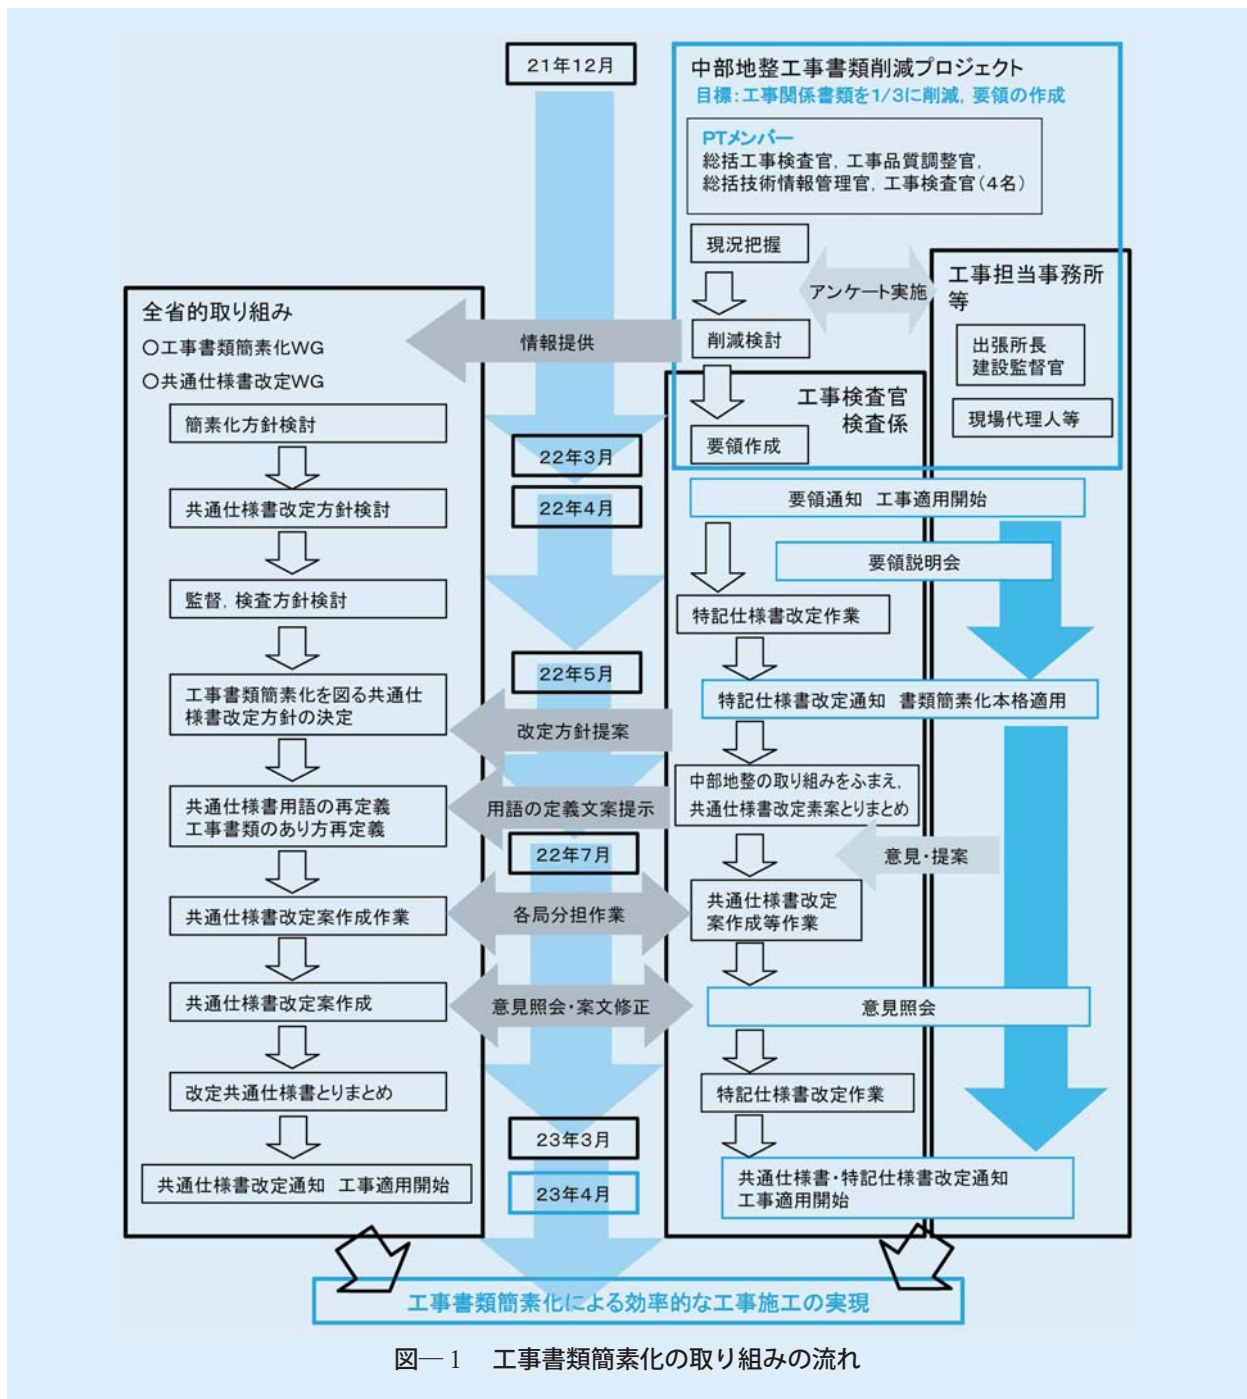 21年12月
中部地整工事書類削減プロジェクト
目標：工事関係書類を1/3に削減，要領の作成
PTメンバー
総括工事検査官，工事品質調整官，
総括技術情報管理官，工事検査官（4名）
現況把握
アンケート実施
工事担当事務所
等
出張所長
建設監督官
現場代理人等
削減検討
情報提供
工事検査官
検査係
要領作成
全省的取り組み
○工事書類簡素化WG
○共通仕様書改定WG
簡素化方針検討
共通仕様書改定方針検討
監督，検査方針検討
工事書類簡素化を図る共通仕
様書改定方針の決定
共通仕様書用語の再定義
工事書類のあり方再定義
共通仕様書改定案作成作業
共通仕様書改定案作成
改定共通仕様書とりまとめ
共通仕様書改定通知　工事適用開始
22年3月
22年4月
22年5月
改定方針提案
用語の定義文案提示
22年7月
各局分担作業
意見照会・案文修正
23年3月
23年4月
要領通知　工事適用開始
要領説明会
特記仕様書改定作業
特記仕様書改定通知　書類簡素化本格適用
中部地整の取り組みをふまえ，
共通仕様書改定素案とりまとめ
意見・提案
共通仕様書改定
案作成等作業
意見照会
特記仕様書改定作業
共通仕様書・特記仕様書改定通知
工事適用開始
工事書類簡素化による効率的な工事施工の実現
図―1　工事書類簡素化の取り組みの流れ